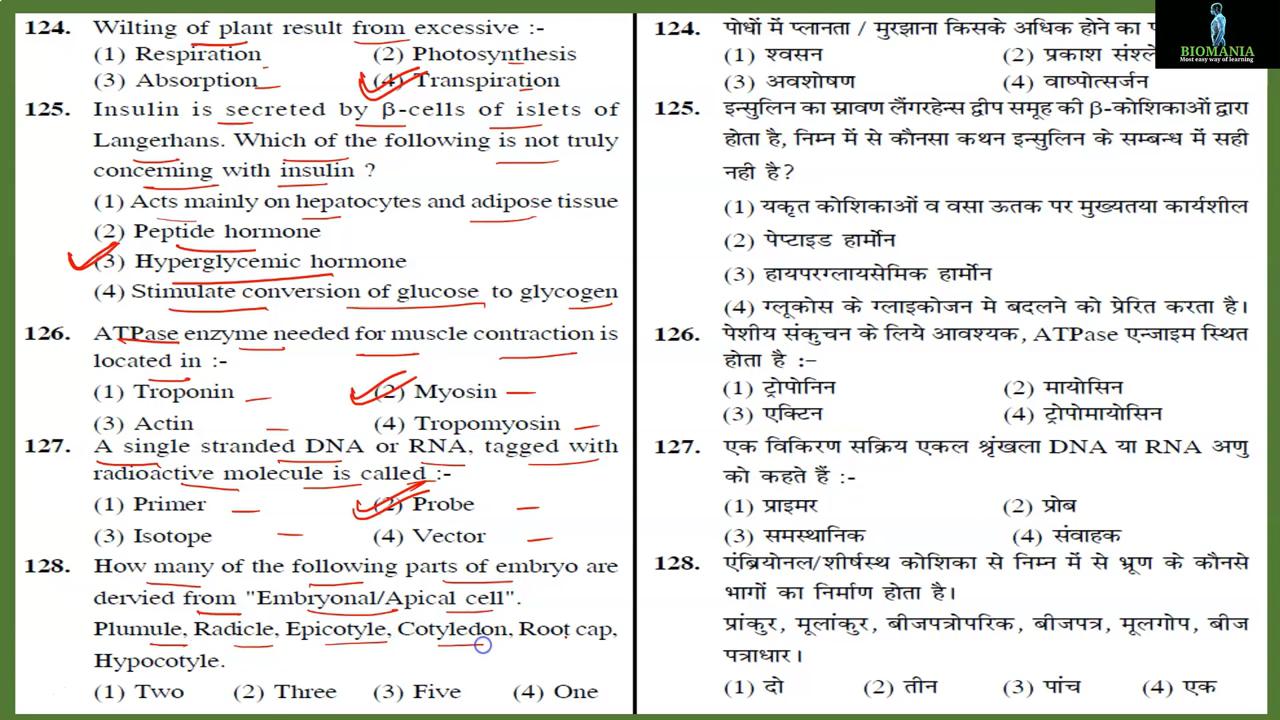 124. Wilting of plant result from excessive :-
(1) Respiration (2) Photosynthesis
(3) Absorption (4) Transpiration
125. Insulin is secreted by β-cells of islets of
Langerhans. Which of the following is not truly
concerning with insulin ?
(1) Acts mainly on hepatocytes and adipose tissue
(2) Peptide hormone
(3) Hyperglycemic hormone
(4) Stimulate conversion of glucose to glycogen
126. ATPase enzyme needed for muscle contraction is
located in :-
(1) Troponin (2) Myosin
(3) Actin (4) Tropomyosin
127. A single stranded DNA or RNA, tagged with
radioactive molecule is called :-
(1) Primer (2) Probe
(3) Isotope (4) Vector
128. How many of the following parts of embryo are
dervied from "Embryonal/Apical cell".
Plumule, Radicle, Epicotyle, Cotyledon, Root cap,
Hypocotyle.
(1) Two (2) Three (3) Five (4) One
124. पोधों में प्लानता / मुरझाना किसके अधिक होने का
(1) श्वसन (2) प्रकाश संश्ले
(3) अवशोषण (4) वाष्पोत्सर्जन
125. इन्सुलिन का स्रावण लैंगरहेन्स द्वीप समूह की β-कोशिकाओं द्वारा
होता है, निम्न में से कौनसा कथन इन्सुलिन के सम्बन्ध में सही
नही है?
(1) यकृत कोशिकाओं व वसा ऊतक पर मुख्यतया कार्यशील
(2) पेप्टाइड हार्मोन
(3) हायपरग्लायसेमिक हार्मोन
(4) ग्लूकोस के ग्लाइकोजन मे बदलने को प्रेरित करता है।
126. पेशीय संकुचन के लिये आवश्यक, ATPase एन्जाइम स्थित
होता है :-
(1) ट्रोपोनिन (2) मायोसिन
(3) एक्टिन (4) ट्रोपोमायोसिन
127. एक विकिरण सक्रिय एकल श्रृंखला DNA या RNA अणु
को कहते हैं :-
(1) प्राइमर (2) प्रोब
(3) समस्थानिक (4) संवाहक
128. एंब्रियोनल/शीर्षस्थ कोशिका से निम्न में से भ्रूण के कौनसे
भागों का निर्माण होता है।
प्रांकुर, मूलांकुर, बीजपत्रोपरिक, बीजपत्र, मूलगोप, बीज
पत्राधार।
(1) दो (2) तीन (3) पांच (4) एक
BIOMANIA
Most easy way of learning